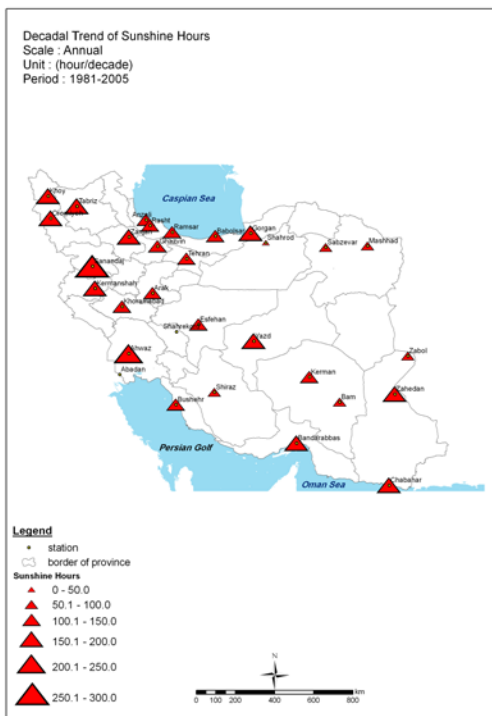 Decadal Trend of Sunshine Hours
Scale : Annual
Unit : (hour/decade)
Period : 1981-2005
Caspian Sea
Khoy
Tabriz
Anzali
Rasht
Ramsar
Babolsar
Gorgan
Shahrod
Sabzevar
Mashhad
Ghazvin
Tehran
Sanandaj
Kermanshah
Arak
Khoramabad
Esfehan
Shahrekord
Yazd
Zabol
Ahwaz
Abadan
Kerman
Zahedan
Shiraz
Bam
Bushehr
Bandarabbas
Persian Golf
Oman Sea
Chabahar
Legend
station
border of province
Sunshine Hours
0 - 50.0
50.1 - 100.0
100.1 - 150.0
150.1 - 200.0
200.1 - 250.0
250.1 - 300.0
N
km
0 100 200 400 600 800